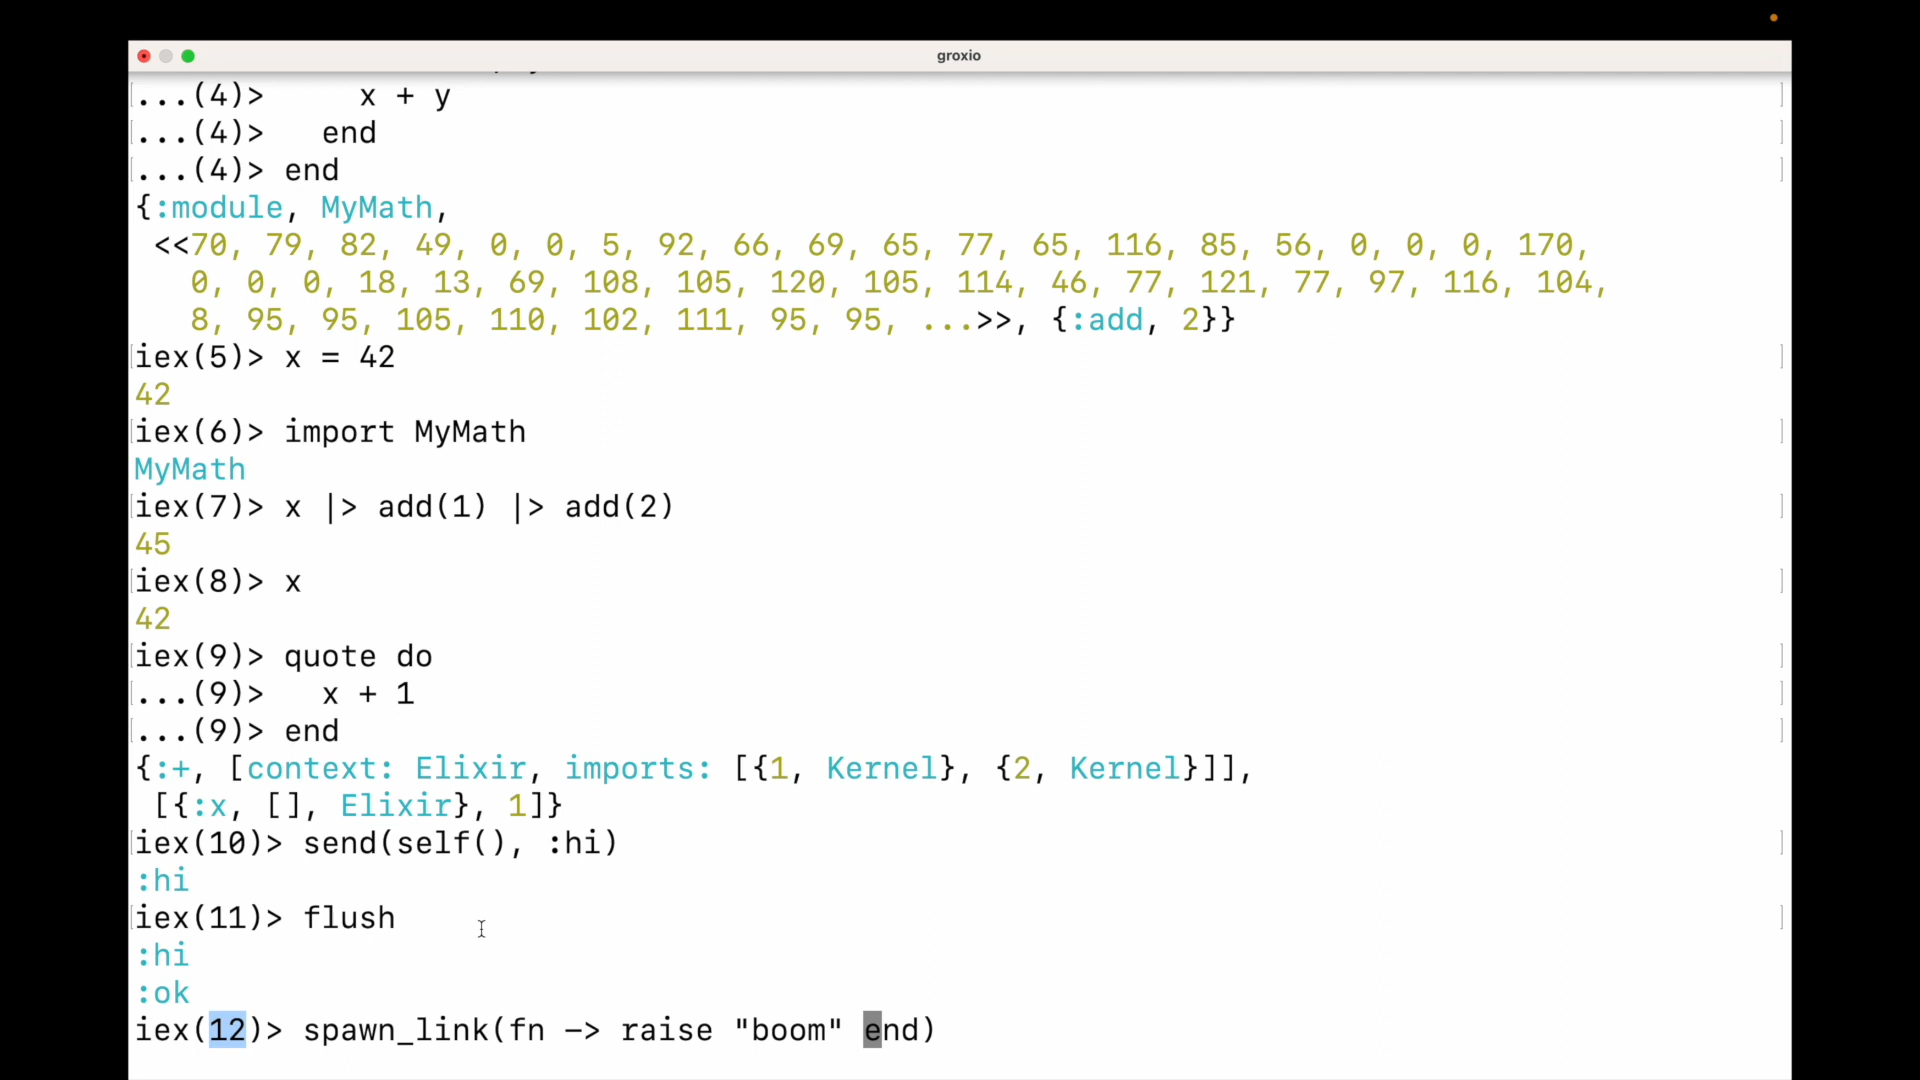 groxio
...(4)>     x + y
...(4)>   end
...(4)> end
{:module, MyMath,
 <<70, 79, 82, 49, 0, 0, 5, 92, 66, 69, 65, 77, 65, 116, 85, 56, 0, 0, 0, 170,
   0, 0, 0, 18, 13, 69, 108, 105, 120, 105, 114, 46, 77, 121, 77, 97, 116, 104,
   8, 95, 95, 105, 110, 102, 111, 95, 95, ...>>, {:add, 2}}
iex(5)> x = 42
42
iex(6)> import MyMath
MyMath
iex(7)> x |> add(1) |> add(2)
45
iex(8)> x
42
iex(9)> quote do
...(9)>   x + 1
...(9)> end
{:+, [context: Elixir, imports: [{1, Kernel}, {2, Kernel}]],
 [{:x, [], Elixir}, 1]}
iex(10)> send(self(), :hi)
:hi
iex(11)> flush
:hi
:ok
iex(12)> spawn_link(fn -> raise "boom" end)